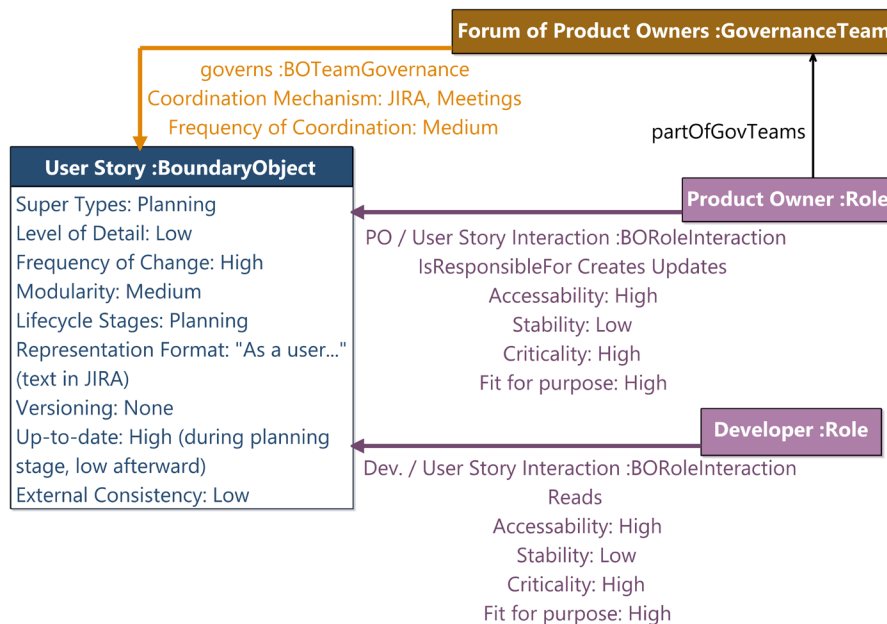 Forum of Product Owners :GovernanceTeam
governs :BOTeamGovernance
Coordination Mechanism: JIRA, Meetings
Frequency of Coordination: Medium
partOfGovTeams
User Story :BoundaryObject
Super Types: Planning
Level of Detail: Low
Frequency of Change: High
Modularity: Medium
Lifecycle Stages: Planning
Representation Format: "As a user..."
(text in JIRA)
Versioning: None
Up-to-date: High (during planning
stage, low afterward)
External Consistency: Low
Product Owner :Role
PO / User Story Interaction :BORoleInteraction
IsResponsibleFor Creates Updates
Accessability: High
Stability: Low
Criticality: High
Fit for purpose: High
Developer :Role
Dev. / User Story Interaction :BORoleInteraction
Reads
Accessability: High
Stability: Low
Criticality: High
Fit for purpose: High